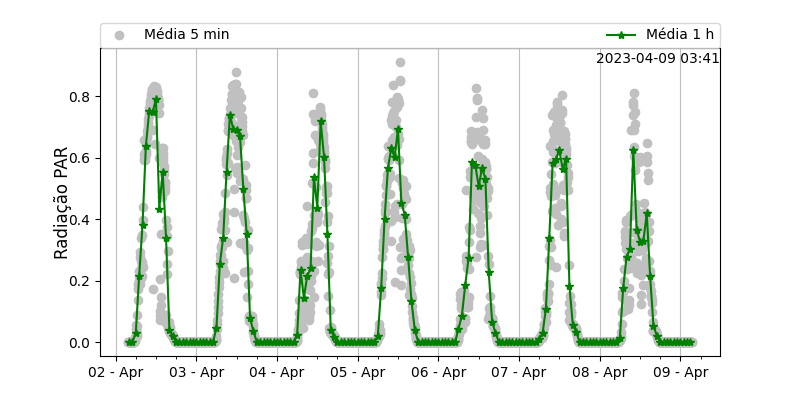 Média 5 min
Média 1 h
2023-04-09 03:41
Radiação PAR
0.8
0.6
0.4
0.2
0.0
02 - Apr
03 - Apr
04 - Apr
05 - Apr
06 - Apr
07 - Apr
08 - Apr
09 - Apr